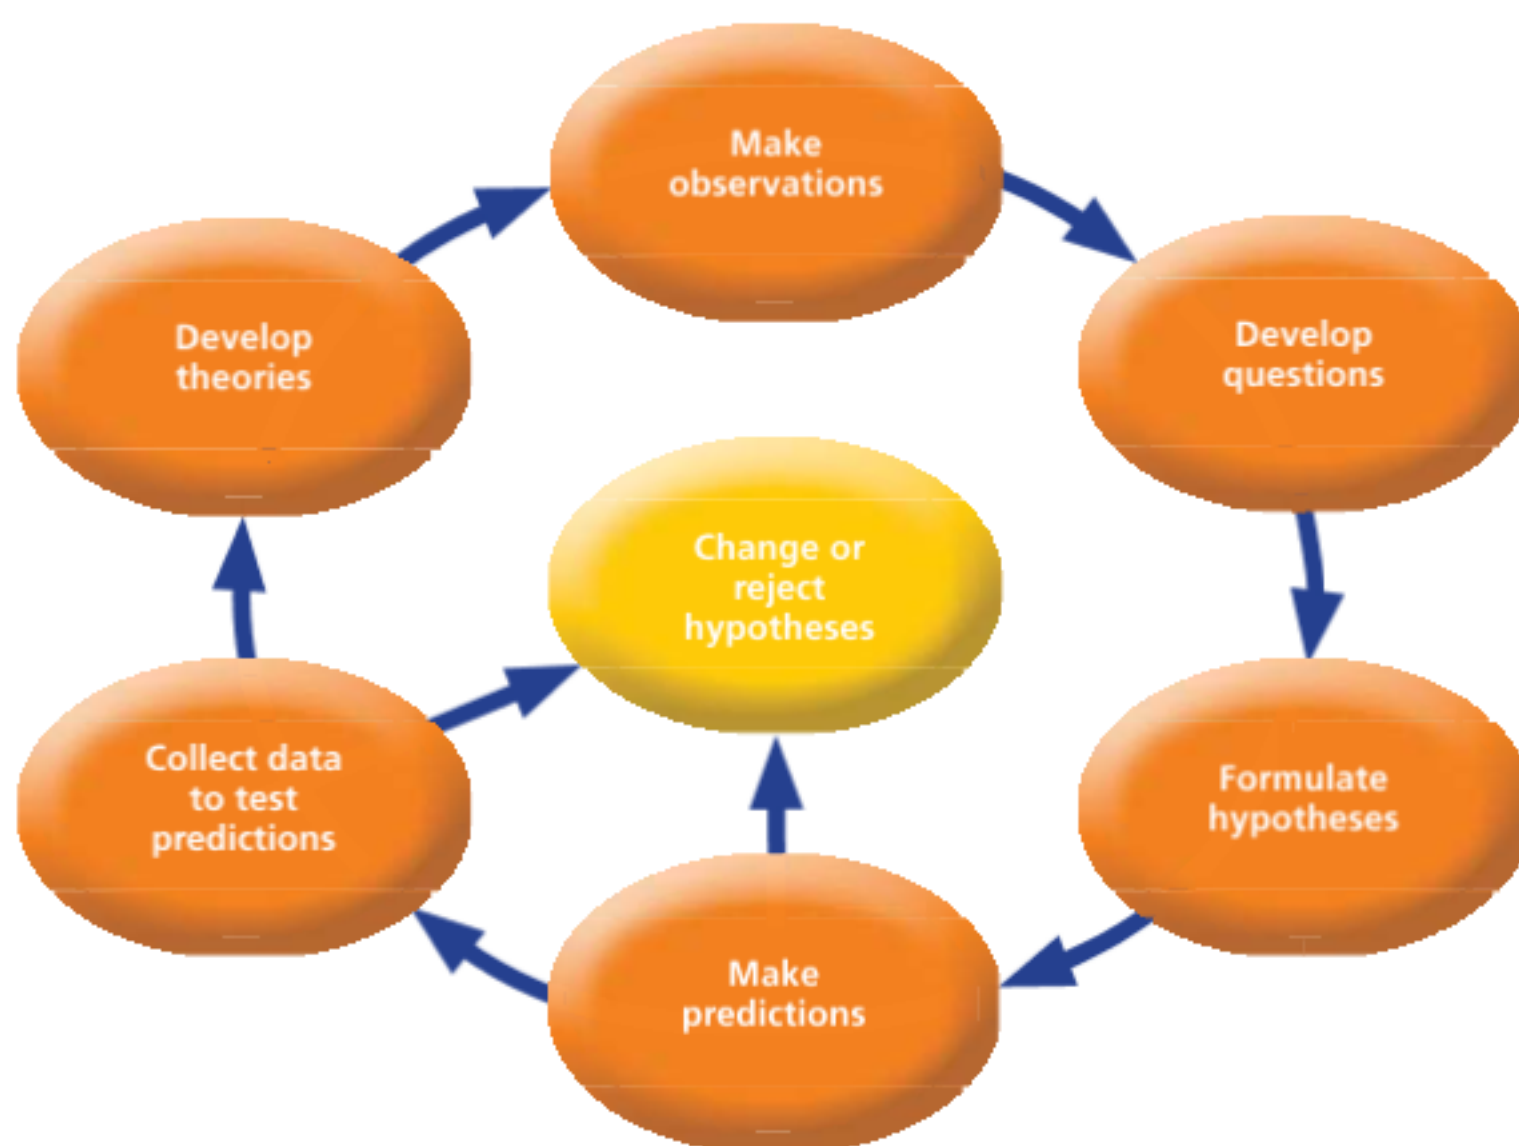 Make
observations
Develop
questions
Formulate
hypotheses
Make
predictions
Collect data
to test
predictions
Develop
theories
Change or
reject
hypotheses